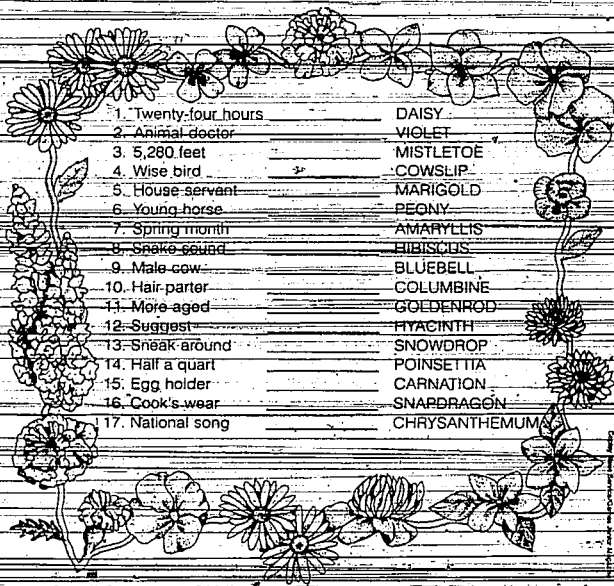 1. Twenty-four hours DAISY
2. Animal doctor VIOLET
3. 5,280 feet MISTLETOE
4. Wise bird COWSLIP
5. House servant MARIGOLD
6. Young horse PEONY
7. Spring month AMARYLLIS
8. Snake sound HIBISCUS
9. Male cow BLUEBELL
10. Hair parter COLUMBINE
11. More aged GOLDENROD
12. Suggest HYACINTH
13. Sneak around SNOWDROP
14. Half a quart POINSETTIA
15. Egg holder CARNATION
16. Cook's wear SNAPDRAGON
17. National song CHRYSANTHEMUM